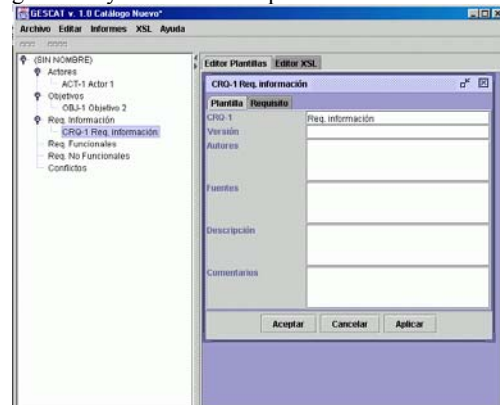 GESCAT v. 1.0 Catálogo Nuevo*
Archivo Editar Informes XSL Ayuda
(SIN NOMBRE)
Actores
ACT-1 Actor 1
Objetivos
OBJ-1 Objetivo 2
Req. Información
CRQ-1 Req. información
Req. Funcionales
Req. No Funcionales
Conflictos
Editor Plantillas Editor XSL
CRQ-1 Req. información
Plantilla Requisito
CRQ-1 Req. información
Versión
Autores
Fuentes
Descripción
Comentarios
Aceptar Cancelar Aplicar